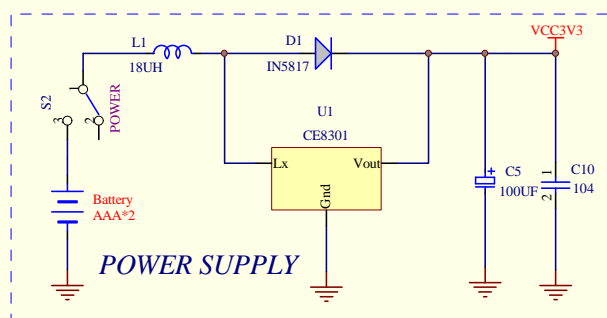 VCC3V3
L1
D1
18UH
IN5817
1
S2
POWER
3
2
U1
CE8301
Lx
Vout
Gnd
C5
100UF
1
C10
2
104
Battery
AAA*2
POWER SUPPLY